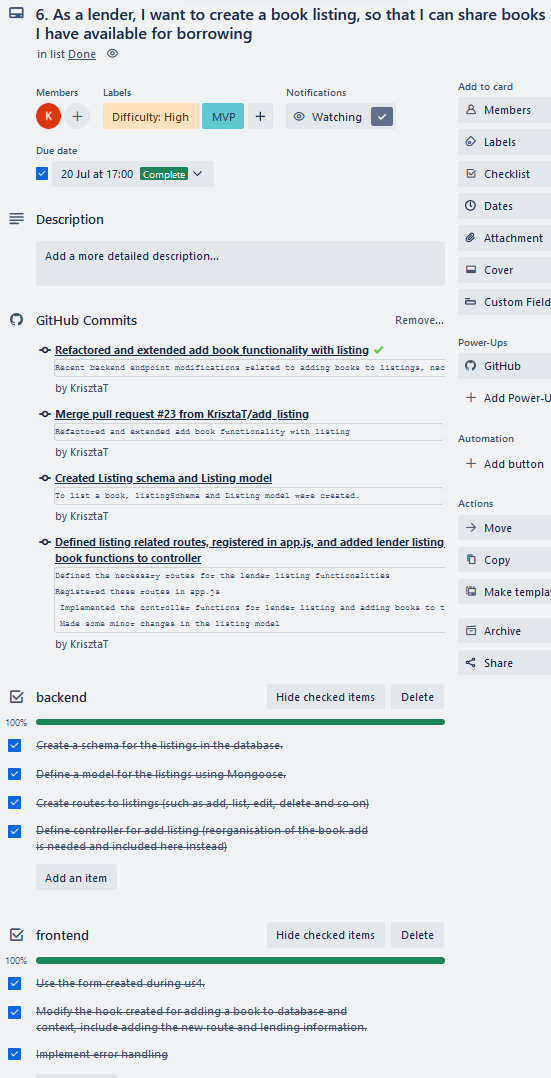 6. As a lender, I want to create a book listing, so that I can share books
I have available for borrowing
in list Done
Members
Labels
Notifications
K
Difficulty: High
MVP
Watching
Due date
20 Jul at 17:00 Complete
Description
Add a more detailed description...
GitHub Commits
Remove...
Refactored and extended add book functionality with listing
Recent backend endpoint modifications related to adding books to listings, nec
by KrisztaT
Merge pull request #23 from KrisztaT/add_listing
Refactored and extended add book functionality with listing
by KrisztaT
Created Listing schema and Listing model
To list a book, listingSchema and Listing model were created.
by KrisztaT
Defined listing related routes, registered in app.js, and added lender listing
book functions to controller
Defined the necessary routes for the lender listing functionalities
Registered these routes in app.js
Implemented the controller functions for lender listing and adding books to t
Made some minor changes in the listing model
by KrisztaT
backend
Hide checked items
Delete
100%
Create a schema for the listings in the database.
Define a model for the listings using Mongoose.
Create routes to listings (such as add, list, edit, delete and so on)
Define controller for add listing (reorganisation of the book add
is needed and included here instead)
Add an item
frontend
Hide checked items
Delete
100%
Use the form created during us4.
Modify the hook created for adding a book to database and
context, include adding the new route and lending information.
Implement error handling
Add to card
Members
Labels
Checklist
Dates
Attachment
Cover
Custom Field
Power-Ups
GitHub
Add Power-U
Automation
Add button
Actions
Move
Copy
Make templa
Archive
Share